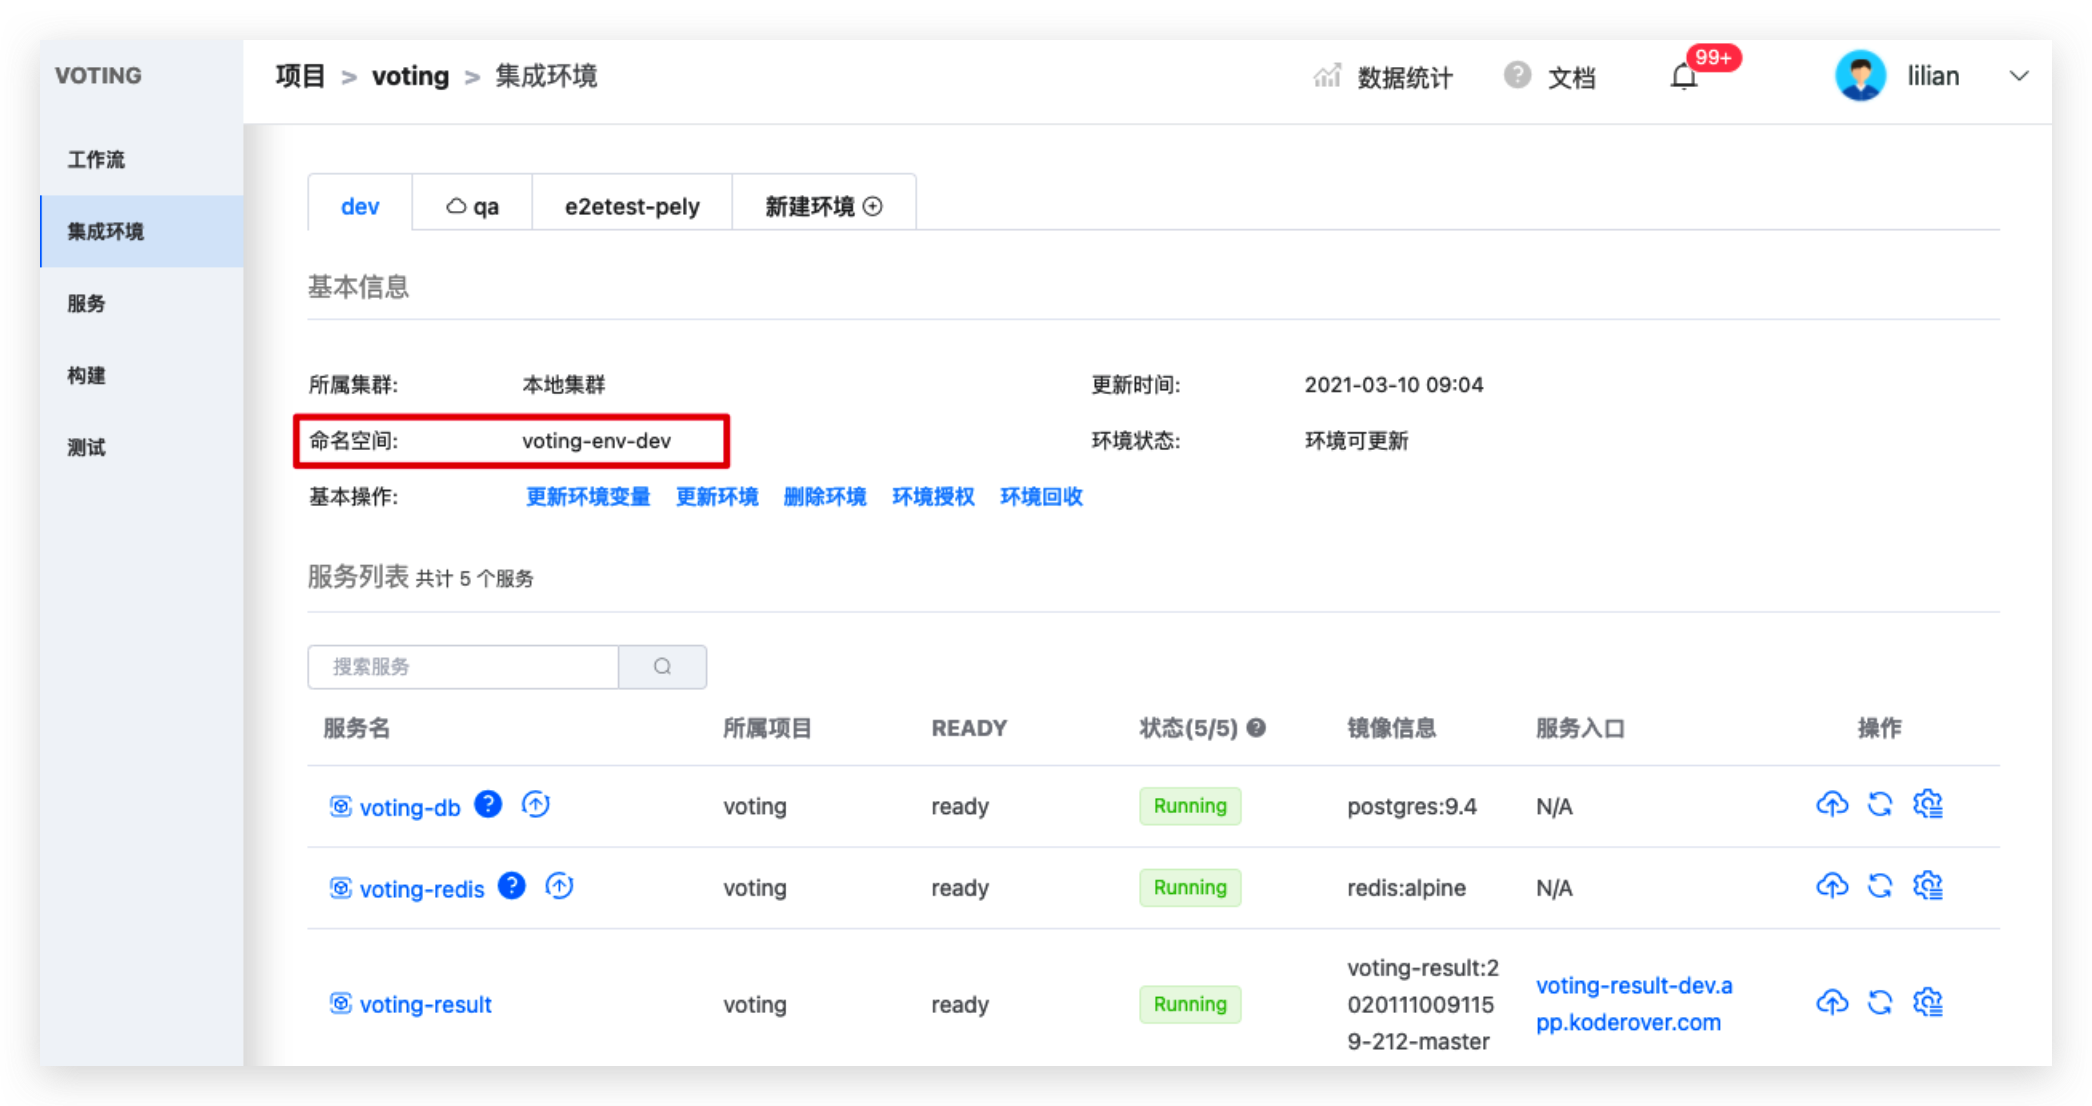 VOTING
项目 > voting > 集成环境
数据统计
文档
99+
lilian
工作流
集成环境
服务
构建
测试
dev
qa
e2etest-pely
新建环境
基本信息
所属集群: 本地集群
更新时间: 2021-03-10 09:04
命名空间: voting-env-dev
环境状态: 环境可更新
基本操作: 更新环境变量 更新环境 删除环境 环境授权 环境回收
服务列表 共计 5 个服务
搜索服务
服务名 所属项目 READY 状态(5/5) 镜像信息 服务入口 操作
voting-db voting ready Running postgres:9.4 N/A
voting-redis voting ready Running redis:alpine N/A
voting-result voting ready Running
voting-result:2
020111009115
9-212-master
voting-result-dev.a
pp.koderover.com